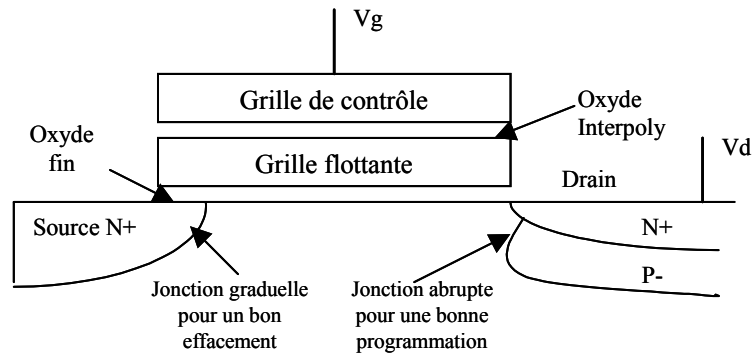 Vg
Grille de contrôle
Oxyde
Interpoly
Oxyde
fin
Grille flottante
Vd
Drain
Source N+
N+
P-
Jonction graduelle
pour un bon
effacement
Jonction abrupte
pour une bonne
programmation